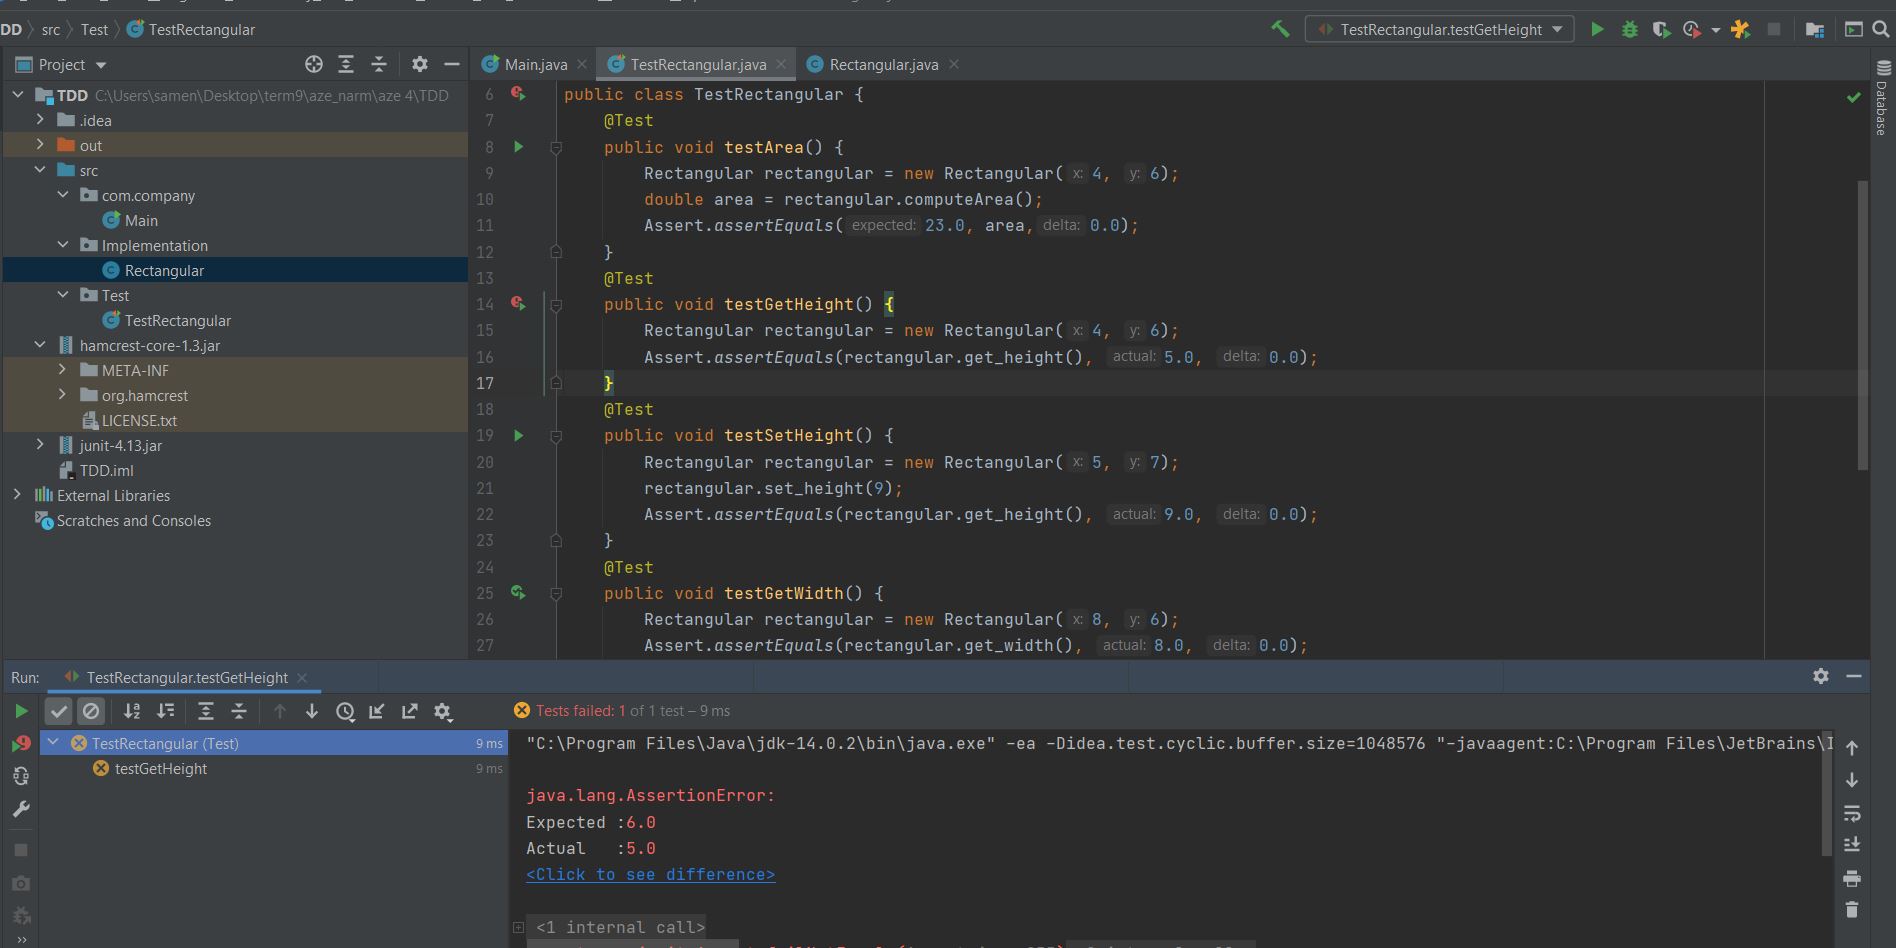 DD src Test TestRectangular
TestRectangular.testGetHeight
Project
Main.java TestRectangular.java Rectangular.java
TDD C:\Users\samen\Desktop\term9\aze_narm\aze 4\TDD
.idea
out
src
com.company
Main
Implementation
Rectangular
Test
TestRectangular
hamcrest-core-1.3.jar
META-INF
org.hamcrest
LICENSE.txt
junit-4.13.jar
TDD.iml
External Libraries
Scratches and Consoles
6 public class TestRectangular {
7 @Test
8 public void testArea() {
9 Rectangular rectangular = new Rectangular( x: 4, y: 6);
10 double area = rectangular.computeArea();
11 Assert.assertEquals( expected: 23.0, area, delta: 0.0);
12 }
13 @Test
14 public void testGetHeight() {
15 Rectangular rectangular = new Rectangular( x: 4, y: 6);
16 Assert.assertEquals(rectangular.get_height(), actual: 5.0, delta: 0.0);
17 }
18 @Test
19 public void testSetHeight() {
20 Rectangular rectangular = new Rectangular( x: 5, y: 7);
21 rectangular.set_height(9);
22 Assert.assertEquals(rectangular.get_height(), actual: 9.0, delta: 0.0);
23 }
24 @Test
25 public void testGetWidth() {
26 Rectangular rectangular = new Rectangular( x: 8, y: 6);
27 Assert.assertEquals(rectangular.get_width(), actual: 8.0, delta: 0.0);
Database
Run: TestRectangular.testGetHeight
Tests failed: 1 of 1 test – 9 ms
TestRectangular (Test) 9 ms
testGetHeight 9 ms
"C:\Program Files\Java\jdk-14.0.2\bin\java.exe" -ea -Didea.test.cyclic.buffer.size=1048576 "-javaagent:C:\Program Files\JetBrains\I
java.lang.AssertionError:
Expected :6.0
Actual :5.0
<Click to see difference>
<1 internal call>